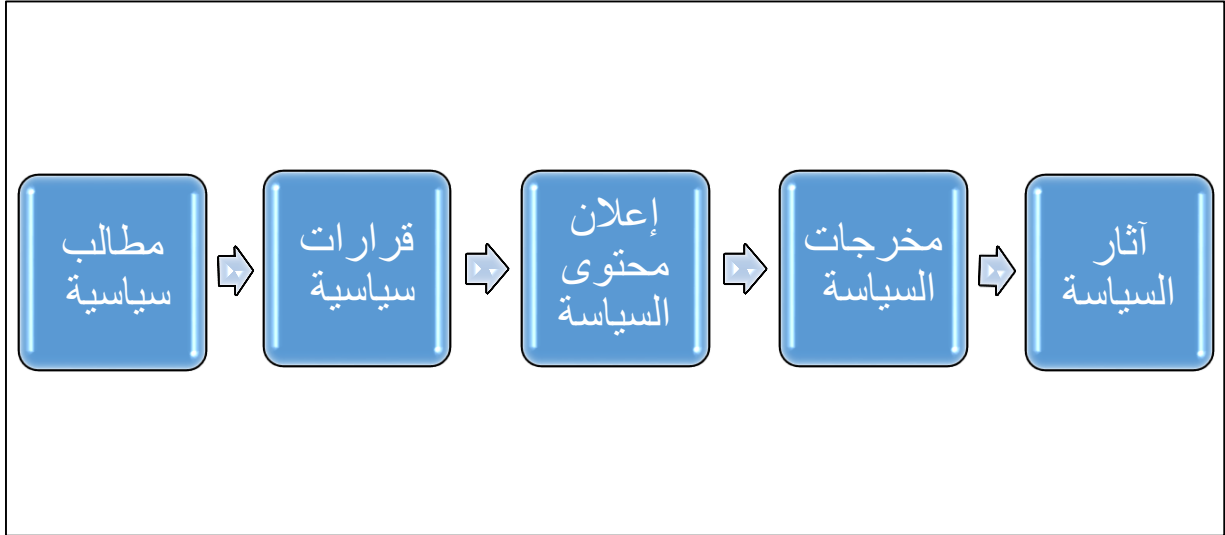 مطالب
سياسية
قرارات
سياسية
إعلان
محتوى
السياسة
مخرجات
السياسة
آثار
السياسة